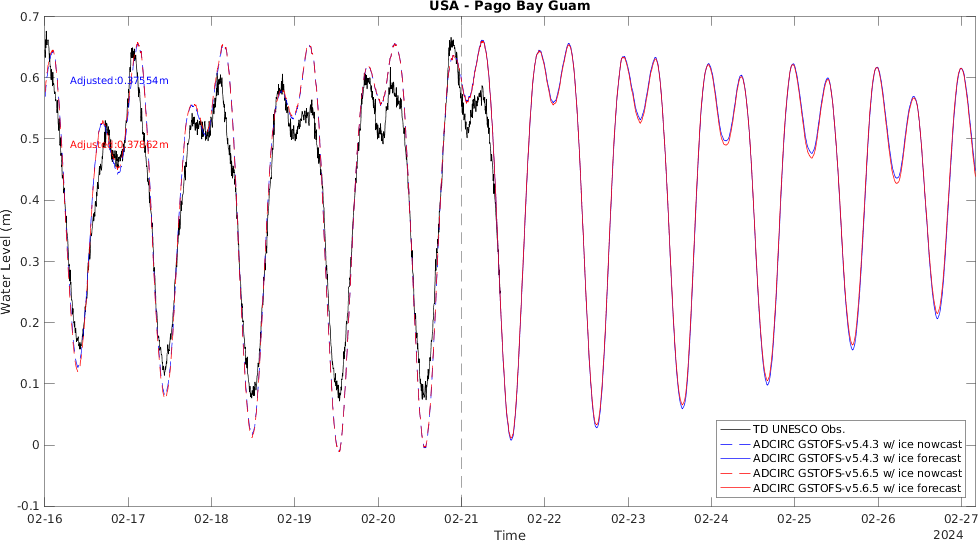 USA - Pago Bay Guam
0.7
0.6
0.5
0.4
0.3
0.2
0.1
0
-0.1
Water Level (m)
Adjusted:0.37554m
Adjusted:0.37862m
TD UNESCO Obs.
ADCIRC GSTOFS-v5.4.3 w/ ice nowcast
ADCIRC GSTOFS-v5.4.3 w/ ice forecast
ADCIRC GSTOFS-v5.6.5 w/ ice nowcast
ADCIRC GSTOFS-v5.6.5 w/ ice forecast
02-16 02-17 02-18 02-19 02-20 02-21 02-22 02-23 02-24 02-25 02-26 02-27
Time
2024